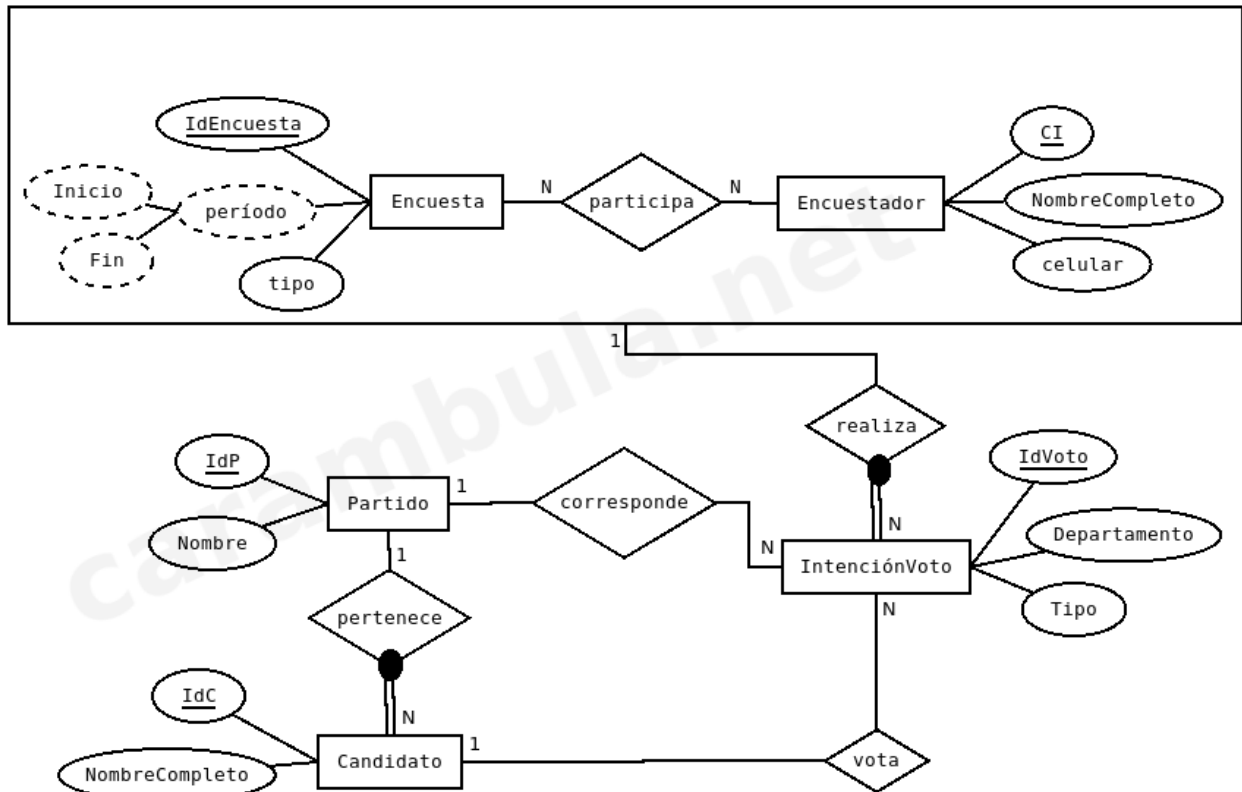 IdEncuesta
CI
Inicio
período
Encuesta
N
participa
N
Encuestador
NombreCompleto
Fin
tipo
celular
1
realiza
IdP
Partido
1
corresponde
IdVoto
Nombre
N
N
Departamento
1
IntenciónVoto
Tipo
pertenece
N
IdC
N
Candidato
1
vota
NombreCompleto
carambula.net